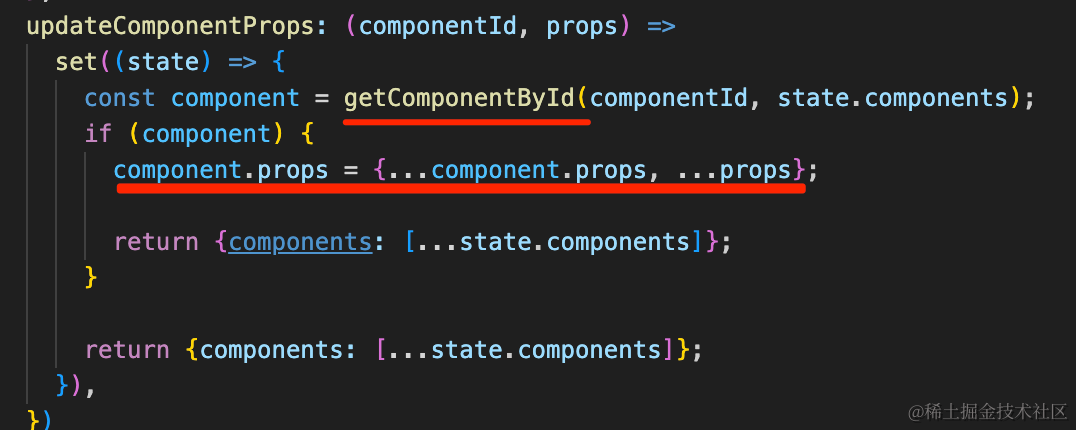 updateComponentProps: (componentId, props) =>
set((state) => {
const component = getComponentById(componentId, state.components);
if (component) {
component.props = {...component.props, ...props};
return {components: [...state.components]};
}
return {components: [...state.components]};
}),
})
@稀土掘金技术社区